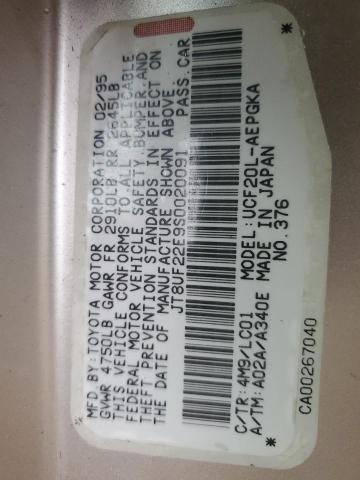 MFD.BY:TOYOTA MOTOR CORPORATION 02/95
GVWR 4750LB GAWR FR 2910LB RR 2645LB
THIS VEHICLE CONFORMS TO ALL APPLICABLE
FEDERAL MOTOR VEHICLE SAFETY, BUMPER, AND
THEFT PREVENTION STANDARDS IN EFFECT ON
THE DATE OF MANUFACTURE SHOWN ABOVE.
JT8UF22E9S0020091 PASS.CAR
C/TR: 4M9/LC01 MODEL: UCF20L-AEPGKA
A/TM: A02A/A340E MADE IN JAPAN
NO. 376
CA00267040